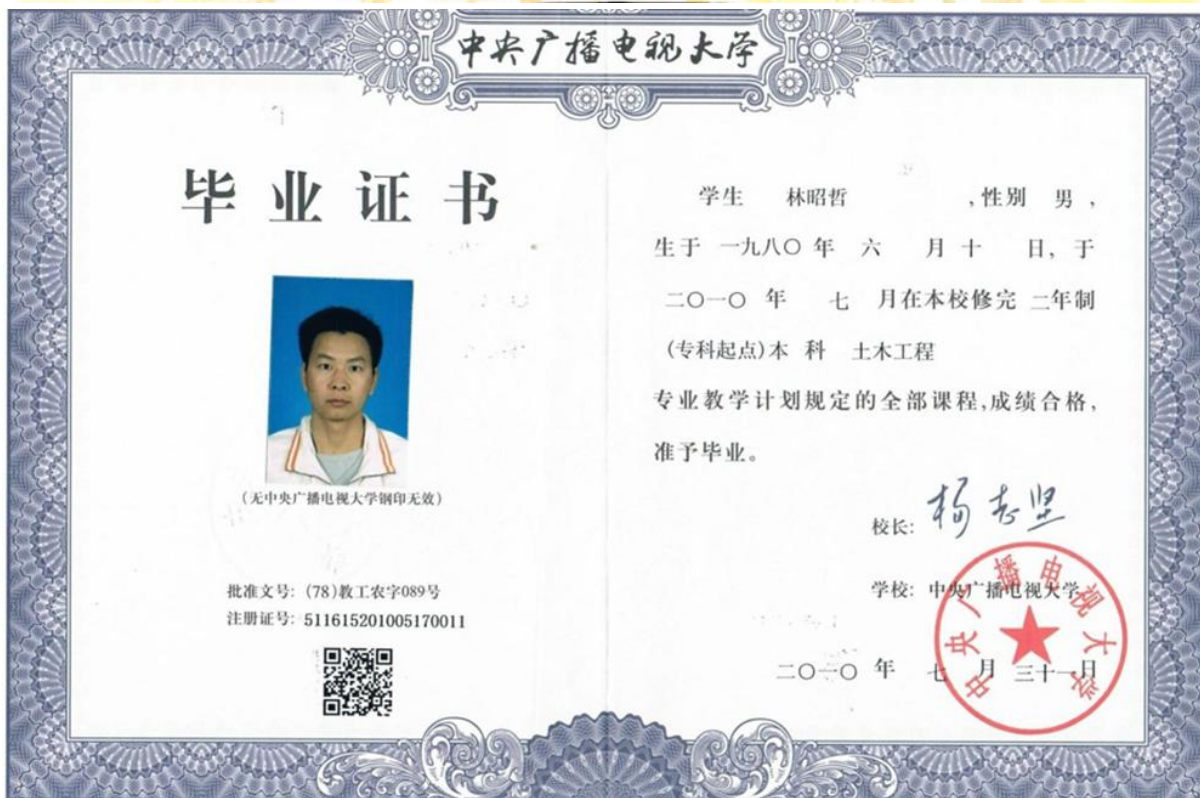 中央广播电视大学
毕业证书
(无中央广播电视大学钢印无效)
批准文号: (78)教工农字089号
注册证号: 511615201005170011
学生 林昭哲 ,性别 男 ,
生于 一九八〇 年 六 月 十 日, 于
二〇一〇 年 七 月在本校修完 二年制
(专科起点)本 科 土木工程
专业教学计划规定的全部课程,成绩合格,
准予毕业。
校长: 杨志坚
学校: 中央广播电视大学
二〇一〇 年 七 月 三十一日
中央广播电视大学